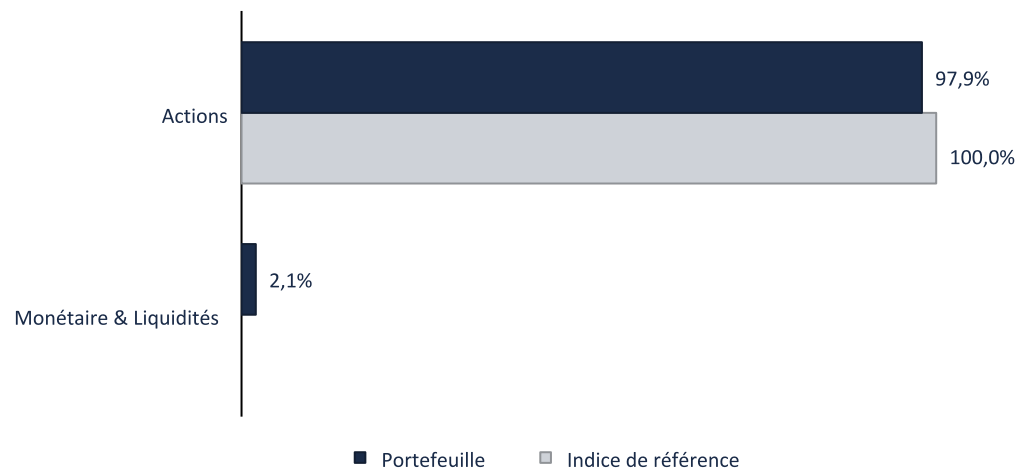 97,9%
Actions
100,0%
2,1%
Monétaire & Liquidités
Portefeuille
Indice de référence